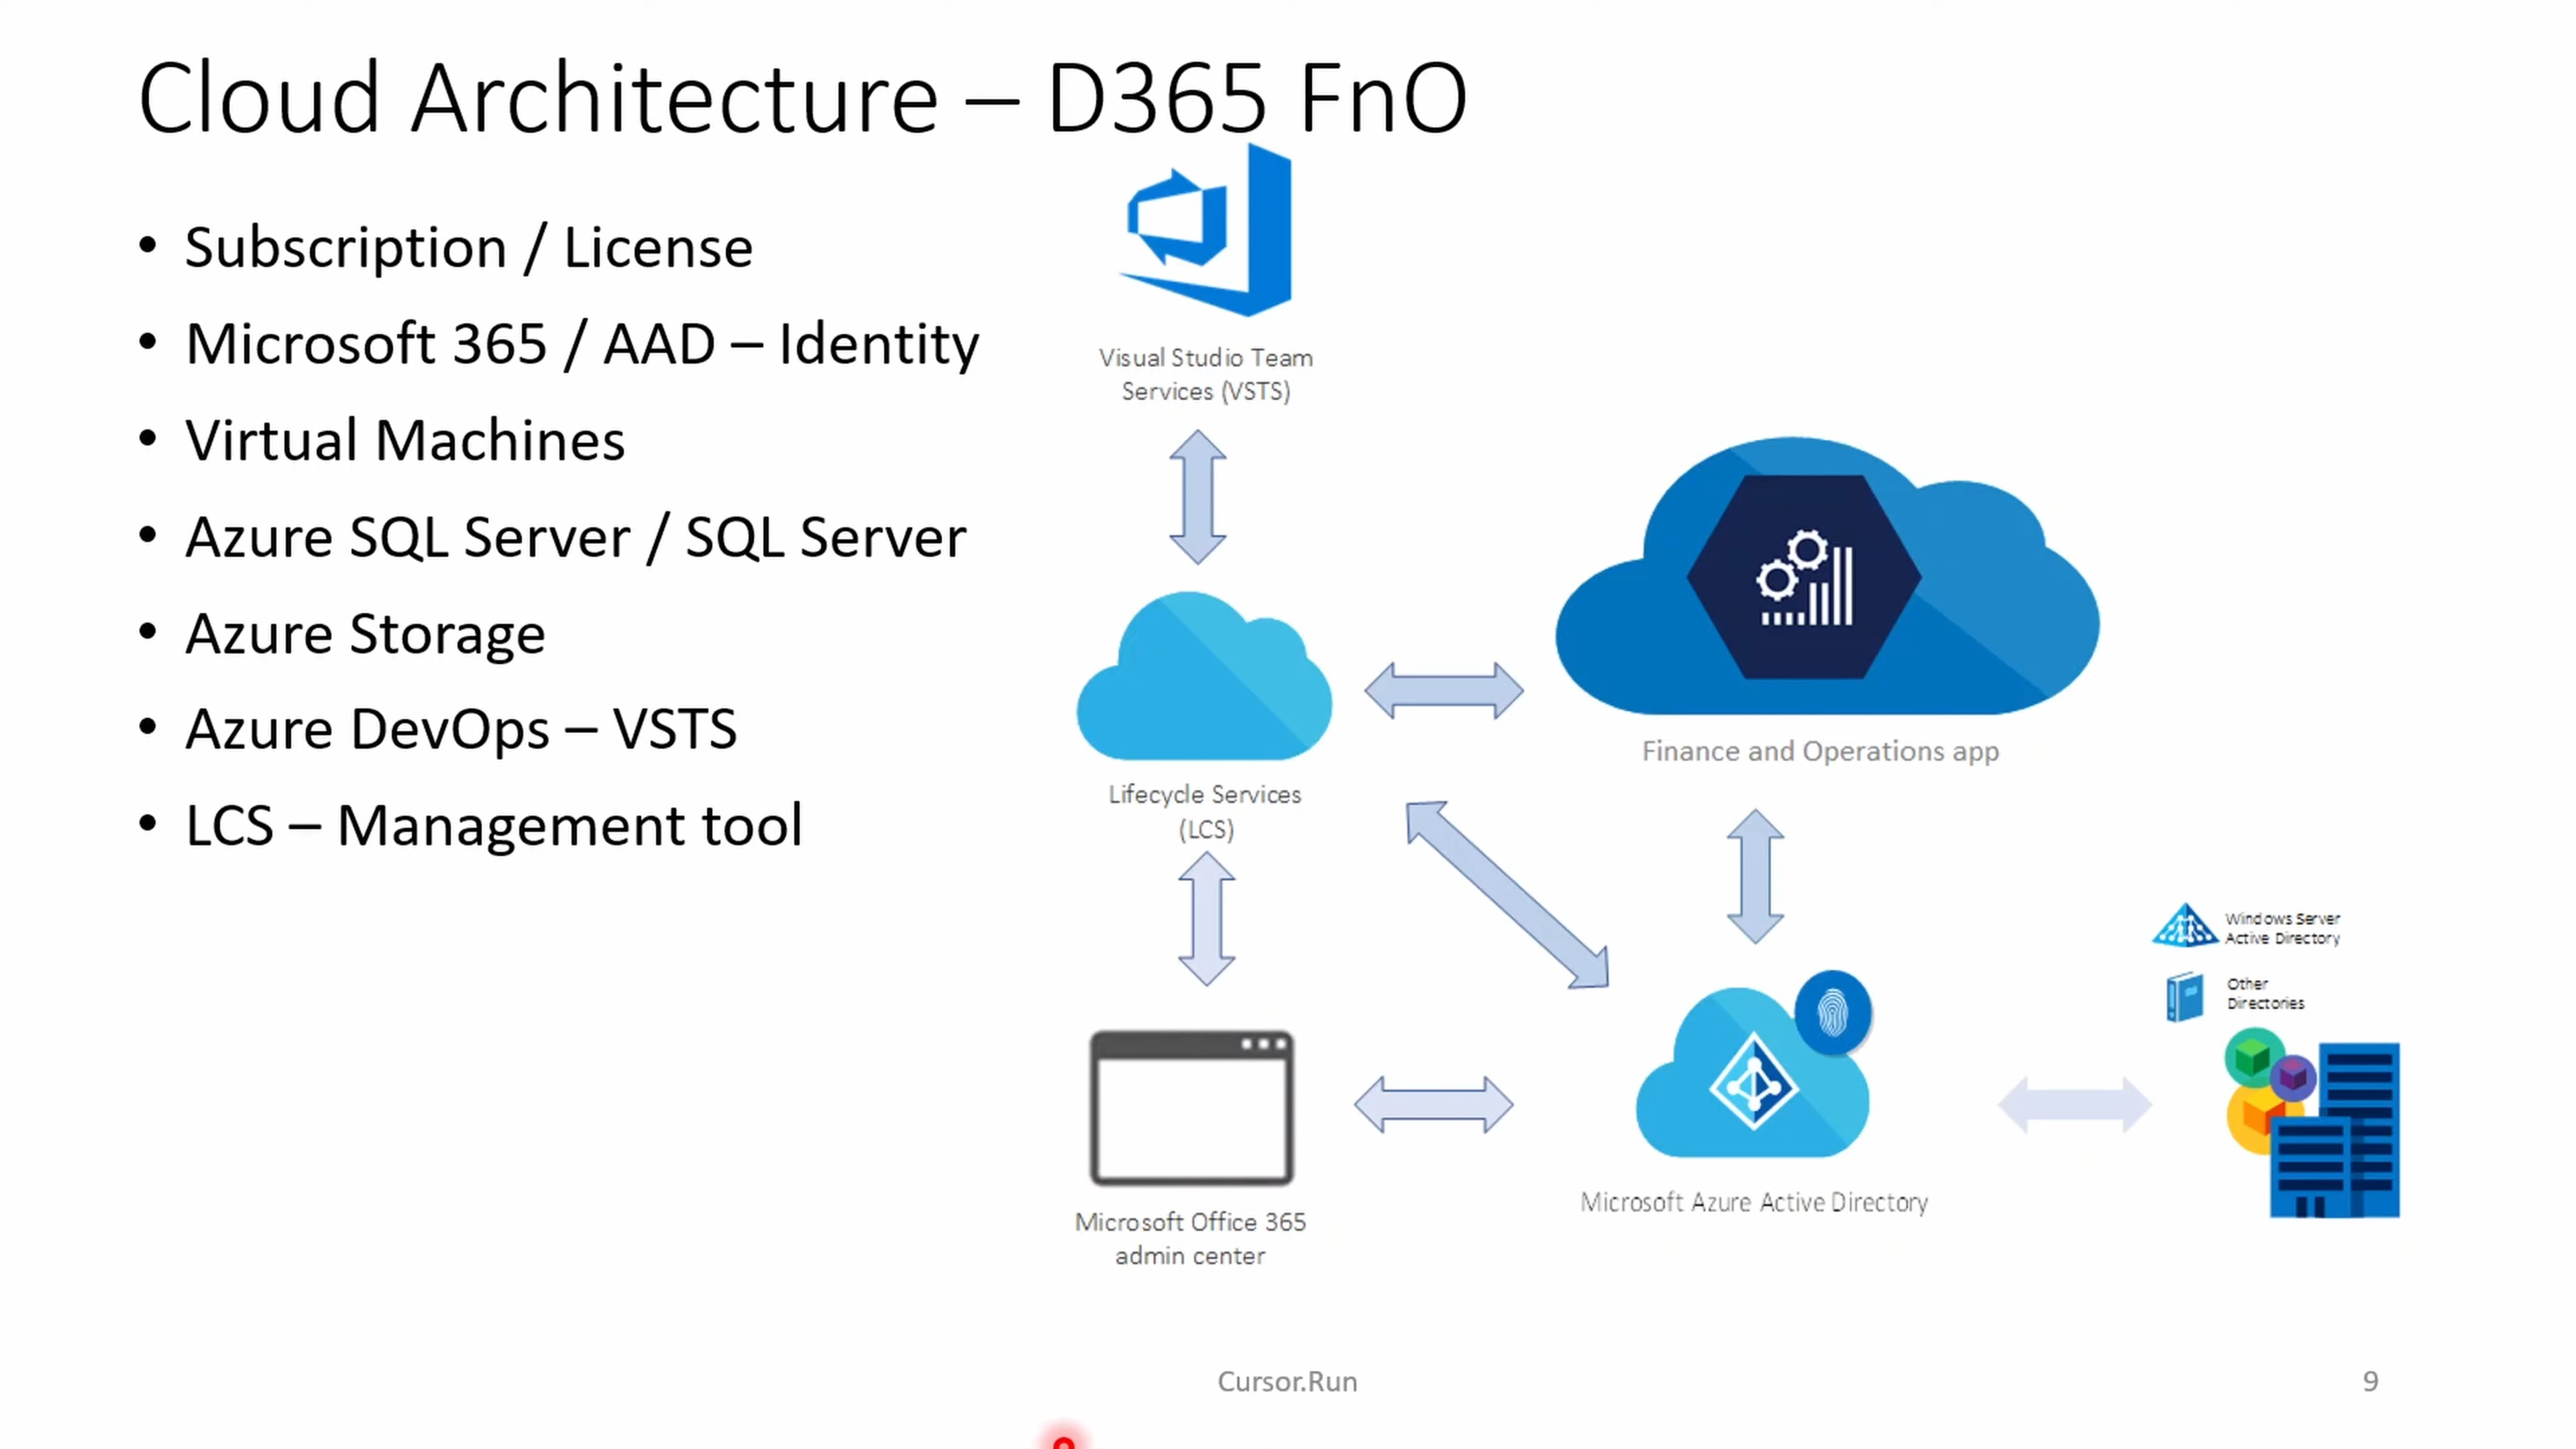 Cloud Architecture – D365 FnO
• Subscription / License
• Microsoft 365 / AAD – Identity
• Virtual Machines
• Azure SQL Server / SQL Server
• Azure Storage
• Azure DevOps – VSTS
• LCS – Management tool
Visual Studio Team
Services (VSTS)
Lifecycle Services
(LCS)
Finance and Operations app
Microsoft Office 365
admin center
Microsoft Azure Active Directory
Windows Server
Active Directory
Other
Directories
Cursor.Run
9